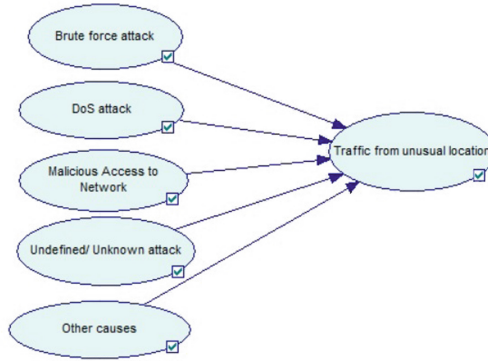 Brute force attack
DoS attack
Traffic from unusual location
Malicious Access to
Network
Undefined/ Unknown attack
Other causes